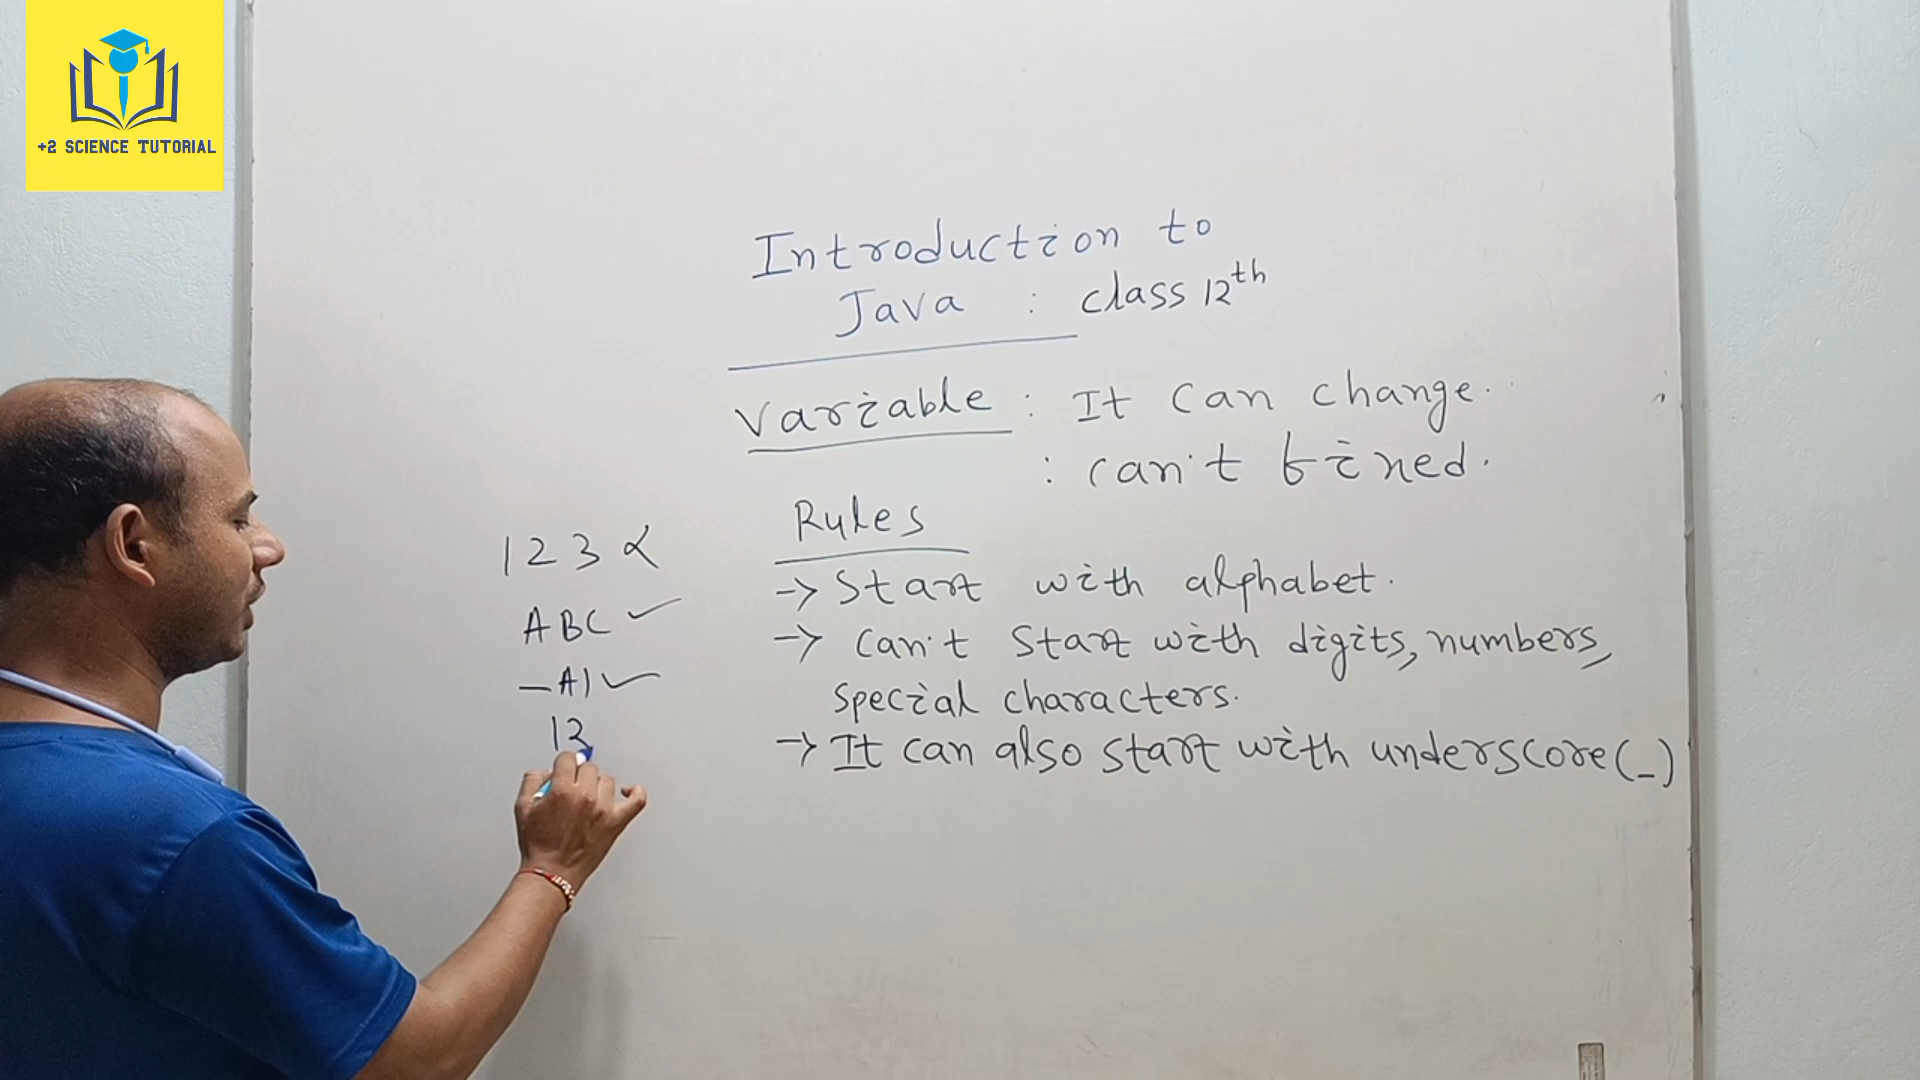 +2 SCIENCE TUTORIAL
Introduction to
Java : class 12th
Variable : It can change.
: can't fixed.
Rules
→ Start with alphabet.
→ can't start with digits, numbers,
special characters.
→ It can also start with underscore (_)
123 ✗
ABC ✓
_A1 ✓
12